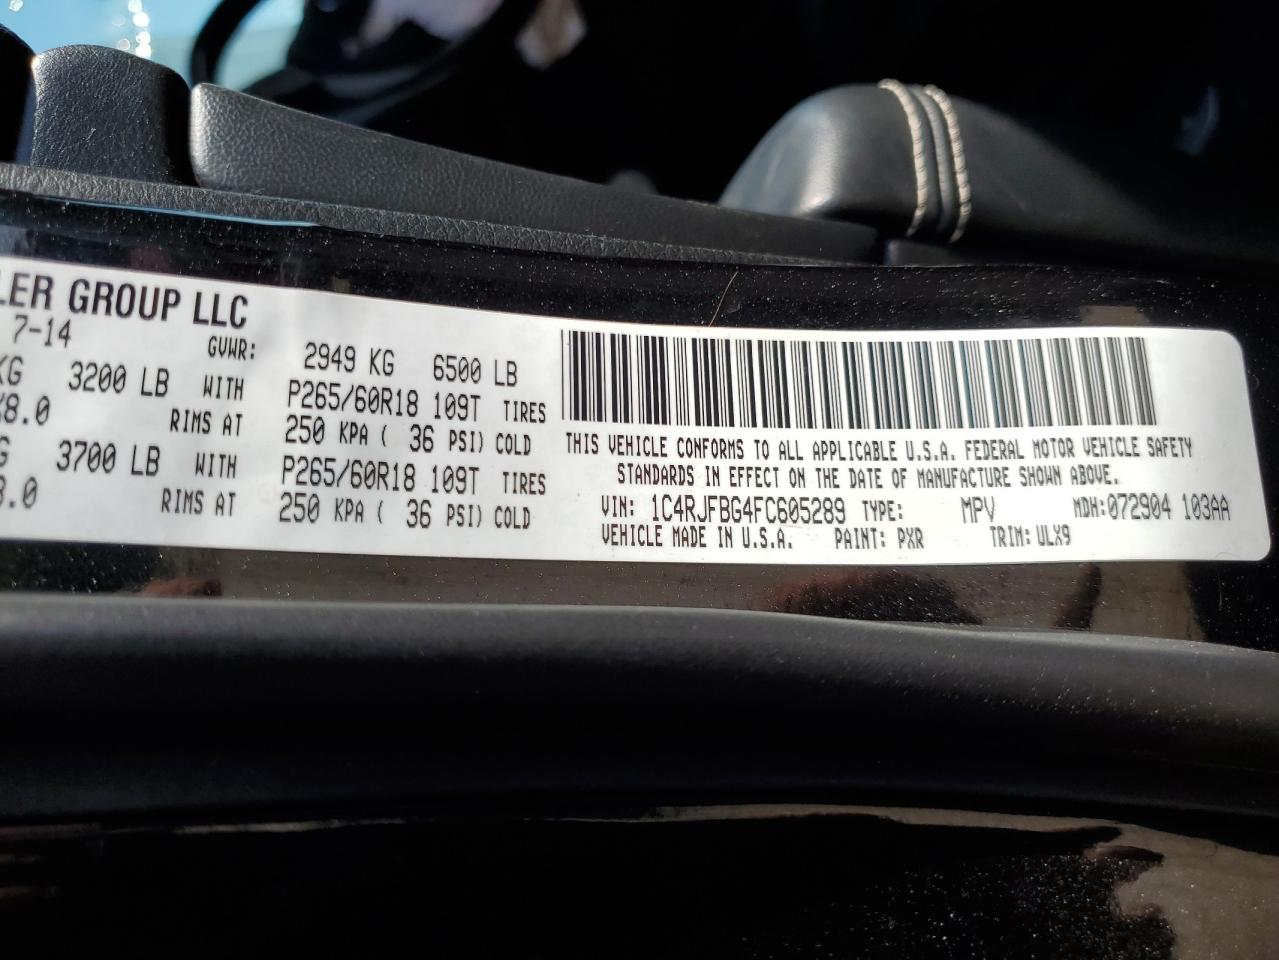 LER GROUP LLC
7-14 GVWR: 2949 KG 6500 LB
KG 3200 LB WITH P265/60R18 109T TIRES
X8.0 RIMS AT 250 KPA ( 36 PSI) COLD
G 3700 LB WITH P265/60R18 109T TIRES
8.0 RIMS AT 250 KPA ( 36 PSI) COLD
THIS VEHICLE CONFORMS TO ALL APPLICABLE U.S.A. FEDERAL MOTOR VEHICLE SAFETY
STANDARDS IN EFFECT ON THE DATE OF MANUFACTURE SHOWN ABOVE.
VIN: 1C4RJFBG4FC605289 TYPE: MPV MDH:072904 103AA
VEHICLE MADE IN U.S.A. PAINT: PXR TRIM: ULX9